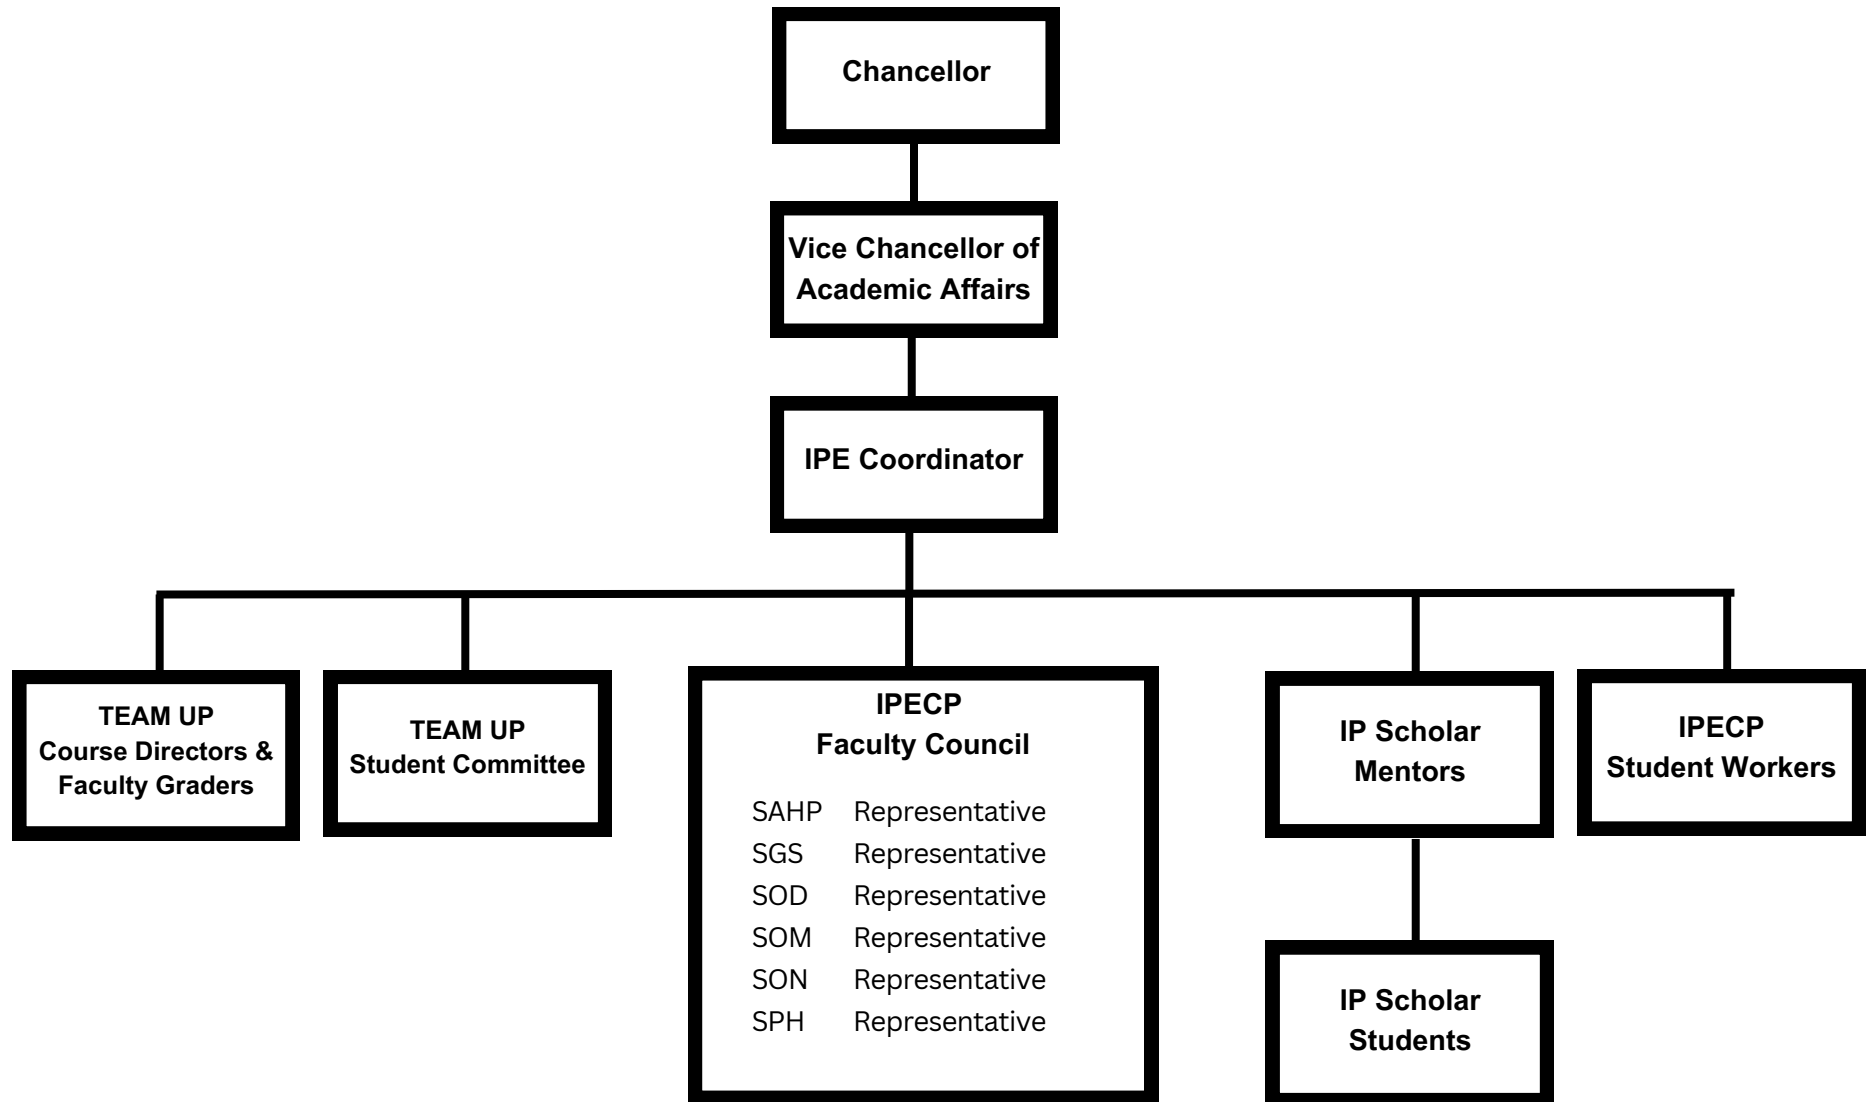 Chancellor
Vice Chancellor of
Academic Affairs
IPE Coordinator
TEAM UP
Course Directors &
Faculty Graders
TEAM UP
Student Committee
IPECP
Faculty Council
SAHP Representative
SGS Representative
SOD Representative
SOM Representative
SON Representative
SPH Representative
IP Scholar
Mentors
IPECP
Student Workers
IP Scholar
Students